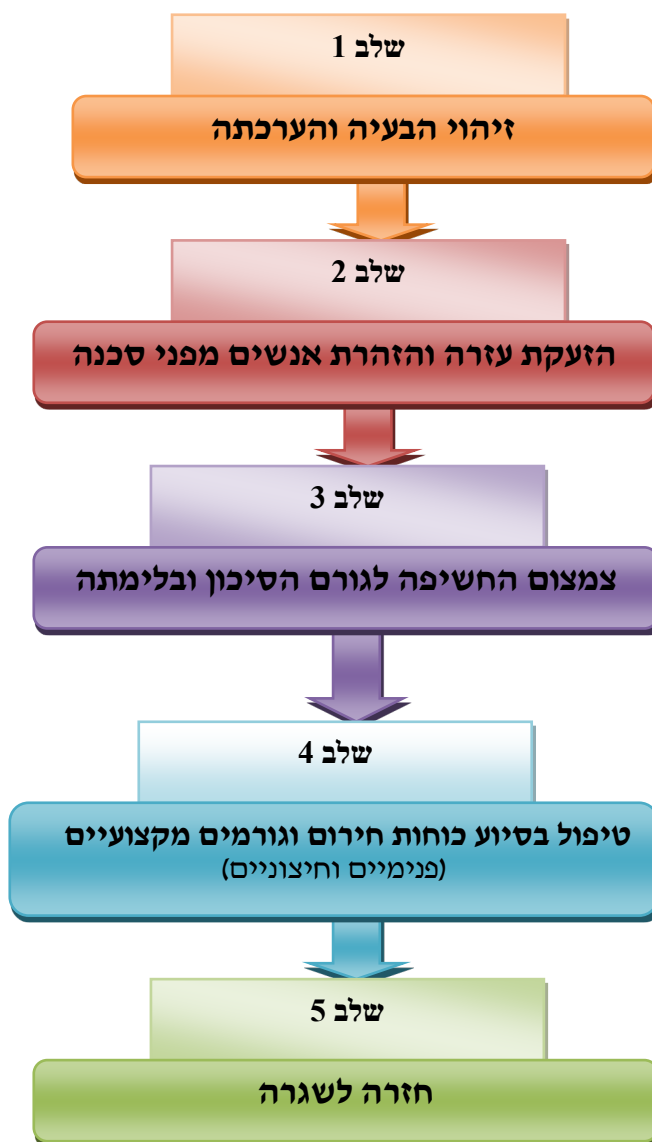 שלב 1
זיהוי הבעיה והערכתה
שלב 2
הזעקת עזרה והזהרת אנשים מפני סכנה
שלב 3
צמצום החשיפה לגורם הסיכון ובלימתה
שלב 4
טיפול בסיוע כוחות חירום וגורמים מקצועיים
(פנימיים וחיצוניים)
שלב 5
חזרה לשגרה